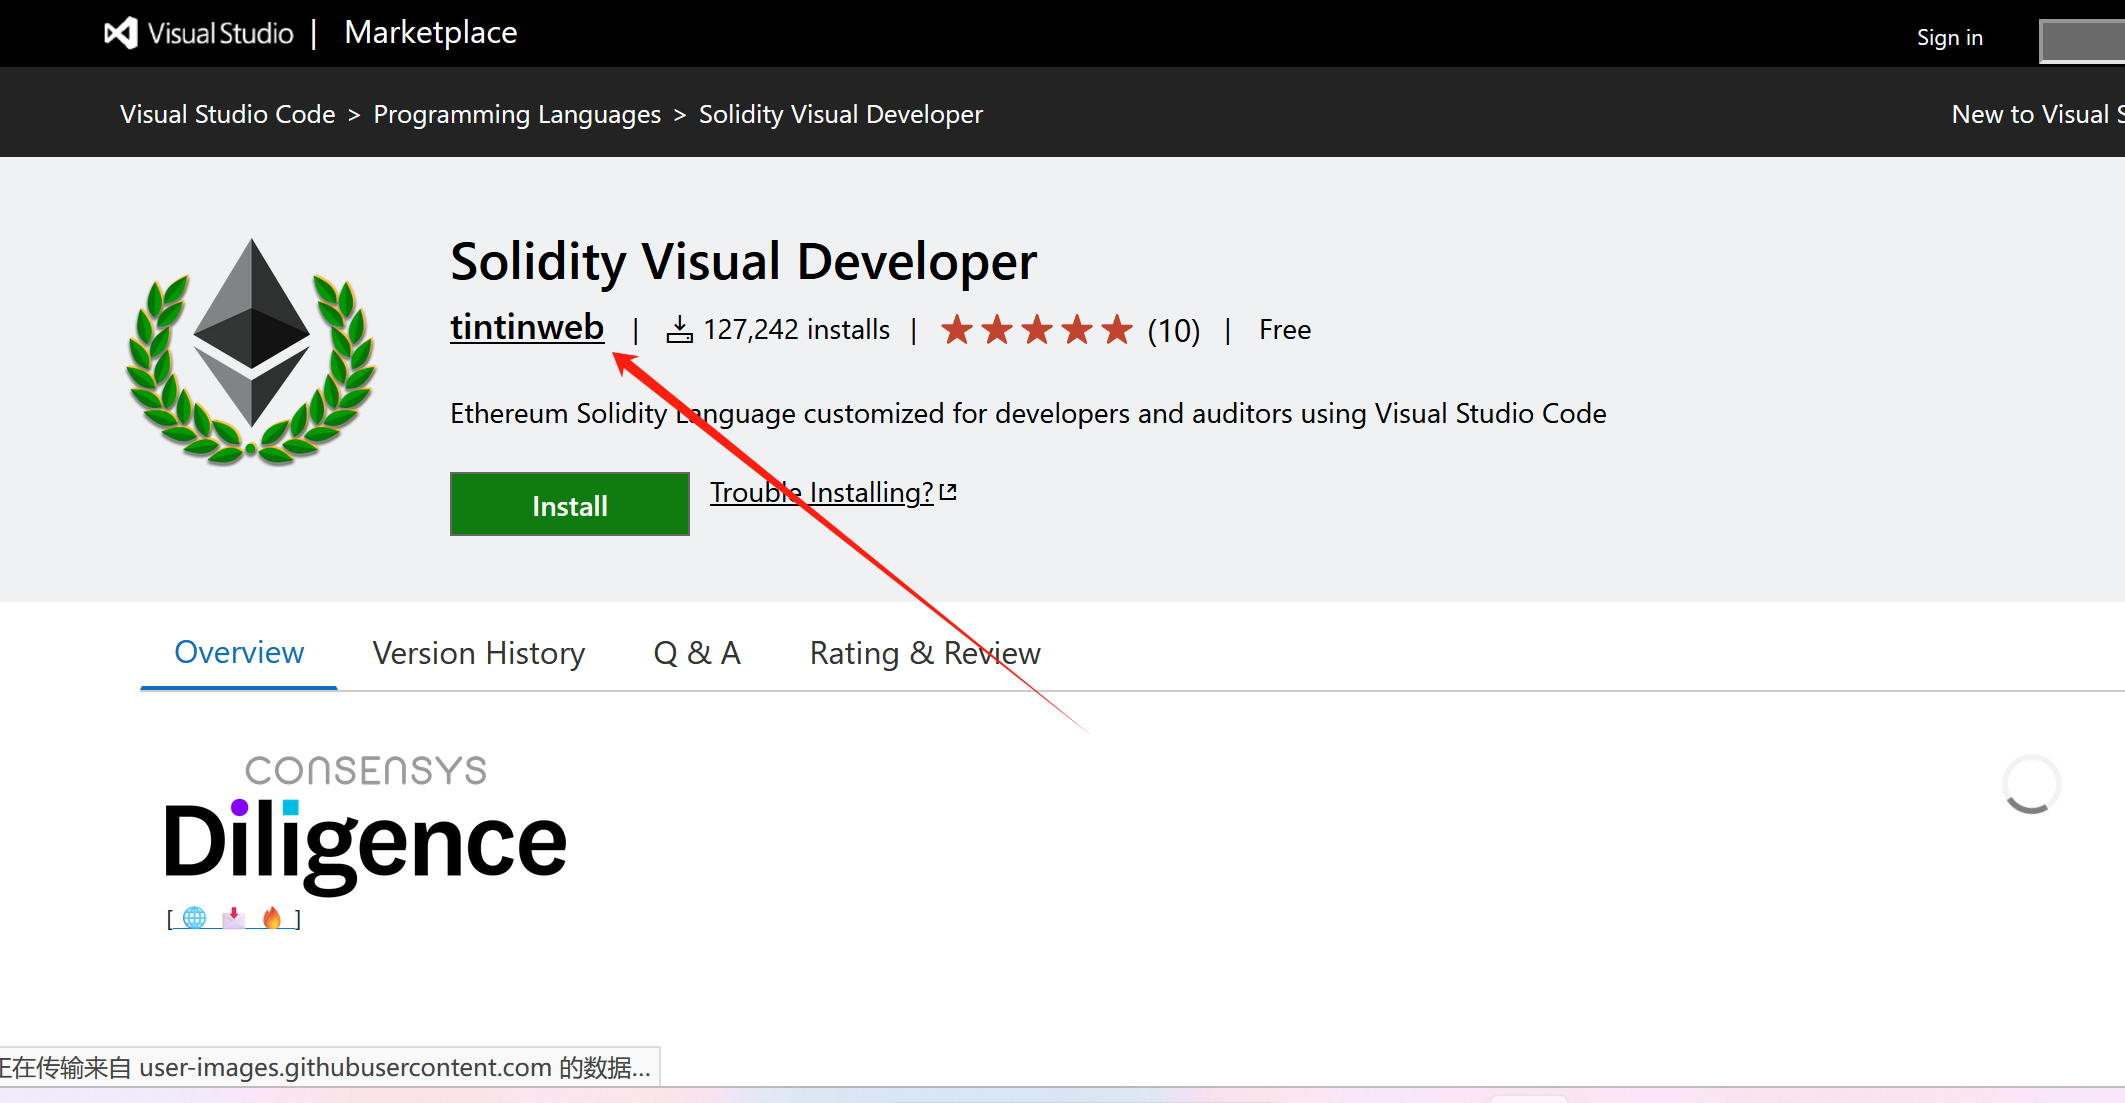 Visual Studio | Marketplace
Sign in
Visual Studio Code > Programming Languages > Solidity Visual Developer
New to Visual
Solidity Visual Developer
tintinweb | 127,242 installs | (10) | Free
Ethereum Solidity Language customized for developers and auditors using Visual Studio Code
Install
Trouble Installing?
Overview
Version History
Q & A
Rating & Review
CONSENSYS
Diligence
[ ]
正在传输来自 user-images.githubusercontent.com 的数据...